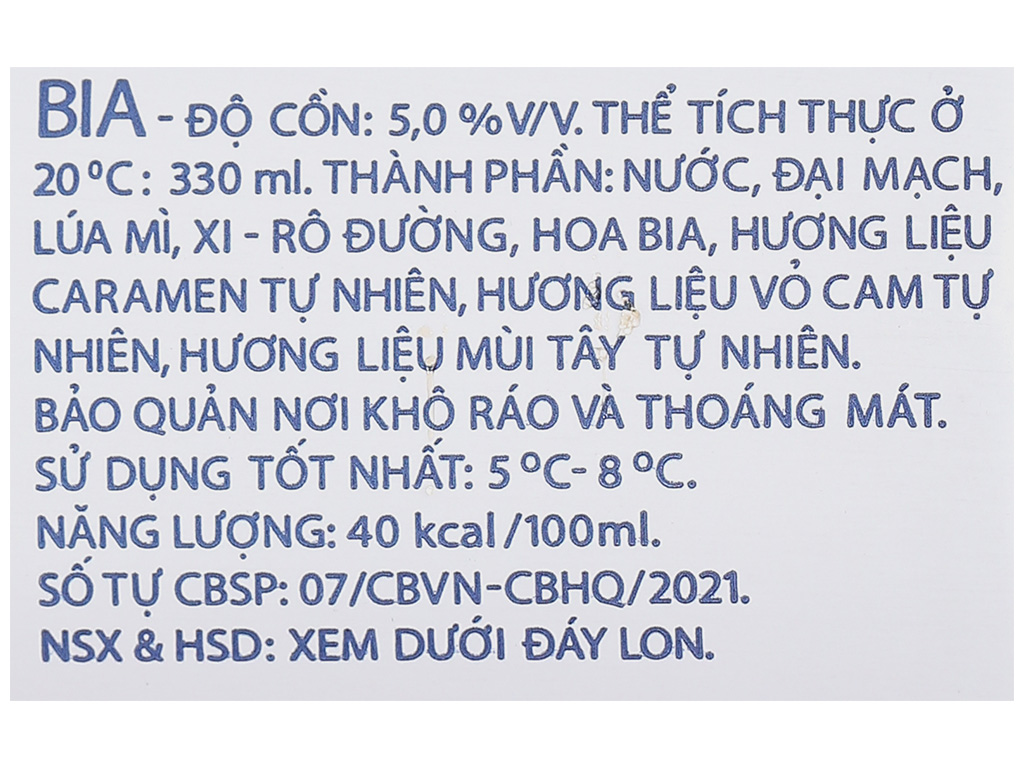 BIA - ĐỘ CỒN: 5,0 %V/V. THỂ TÍCH THỰC Ở
20 ºC: 330 ml. THÀNH PHẦN: NƯỚC, ĐẠI MẠCH,
LÚA MÌ, XI - RÔ ĐƯỜNG, HOA BIA, HƯƠNG LIỆU
CARAMEN TỰ NHIÊN, HƯƠNG LIỆU VỎ CAM TỰ
NHIÊN, HƯƠNG LIỆU MÙI TÂY TỰ NHIÊN.
BẢO QUẢN NƠI KHÔ RÁO VÀ THOÁNG MÁT.
SỬ DỤNG TỐT NHẤT: 5 ºC- 8 ºC.
NĂNG LƯỢNG: 40 kcal /100ml.
SỐ TỰ CBSP: 07/CBVN-CBHQ/2021.
NSX & HSD: XEM DƯỚI ĐÁY LON.